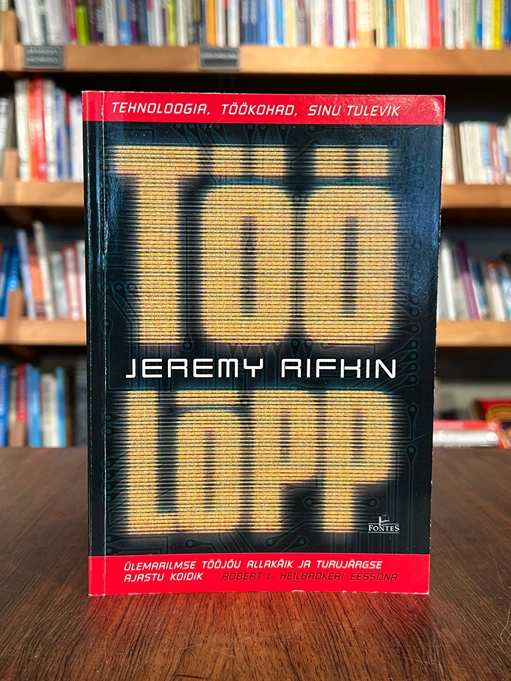 TEHNOLOOGIA, TÖÖKOHAD, SINU TULEVIK
TÖÖ
JEREMY RIFKIN
LÕPP
FONTES
ÜLEMAAILMSE TÖÖJÕU ALLAKÄIK JA TURUJÄRGSE
AJASTU KOIDIK ROBERT L. HEILBRONERI EESSÕNA